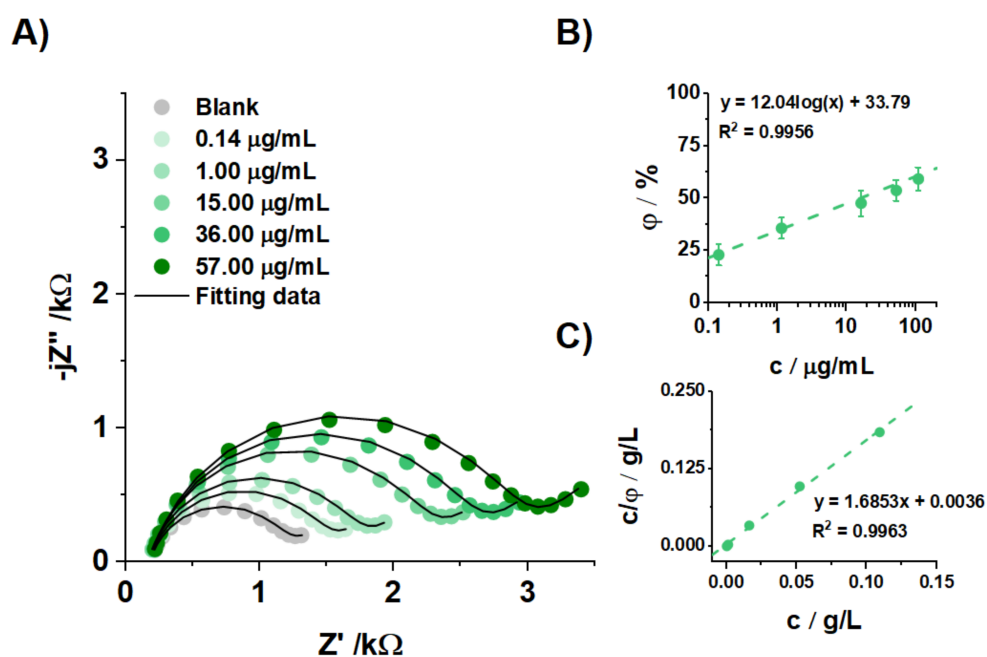 A)
Blank
0.14 μg/mL
1.00 μg/mL
15.00 μg/mL
36.00 μg/mL
57.00 μg/mL
Fitting data
3
2
1
0
-jZ'' /kΩ
0
1
2
3
Z' /kΩ
B)
100
75
50
25
0
φ / %
y = 12.04log(x) + 33.79
R² = 0.9956
0.1
1
10
100
c / μg/mL
C)
0.250
0.125
0.000
c/φ / g/L
y = 1.6853x + 0.0036
R² = 0.9963
0.00
0.05
0.10
0.15
c / g/L